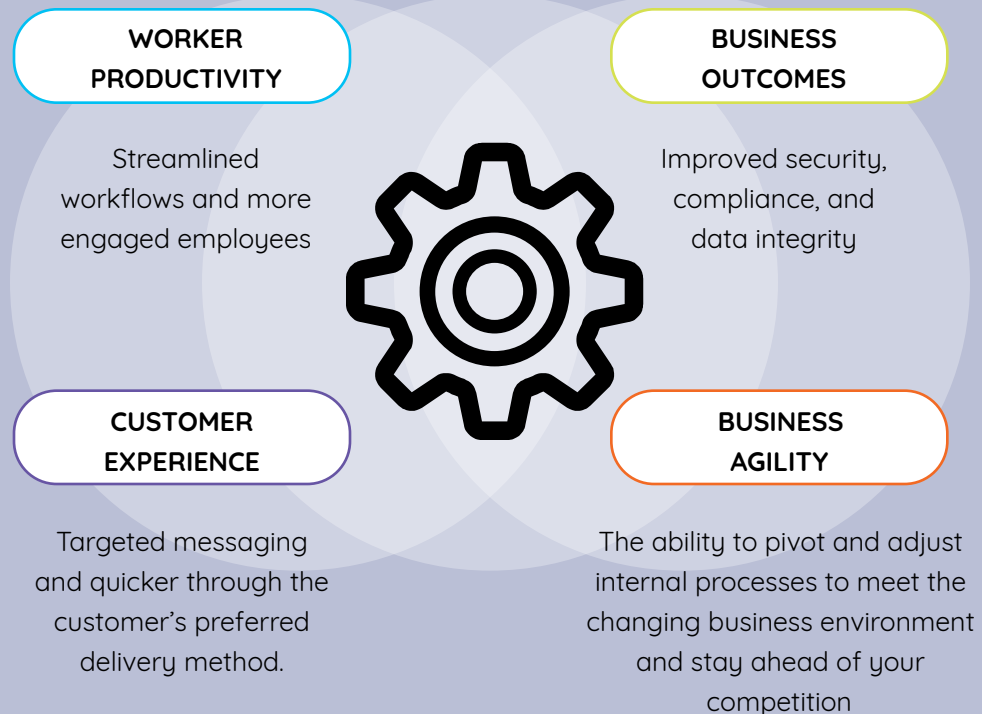 WORKER
PRODUCTIVITY
Streamlined
workflows and more
engaged employees
BUSINESS
OUTCOMES
Improved security,
compliance, and
data integrity
CUSTOMER
EXPERIENCE
Targeted messaging
and quicker through the
customer's preferred
delivery method.
BUSINESS
AGILITY
The ability to pivot and adjust
internal processes to meet the
changing business environment
and stay ahead of your
competition